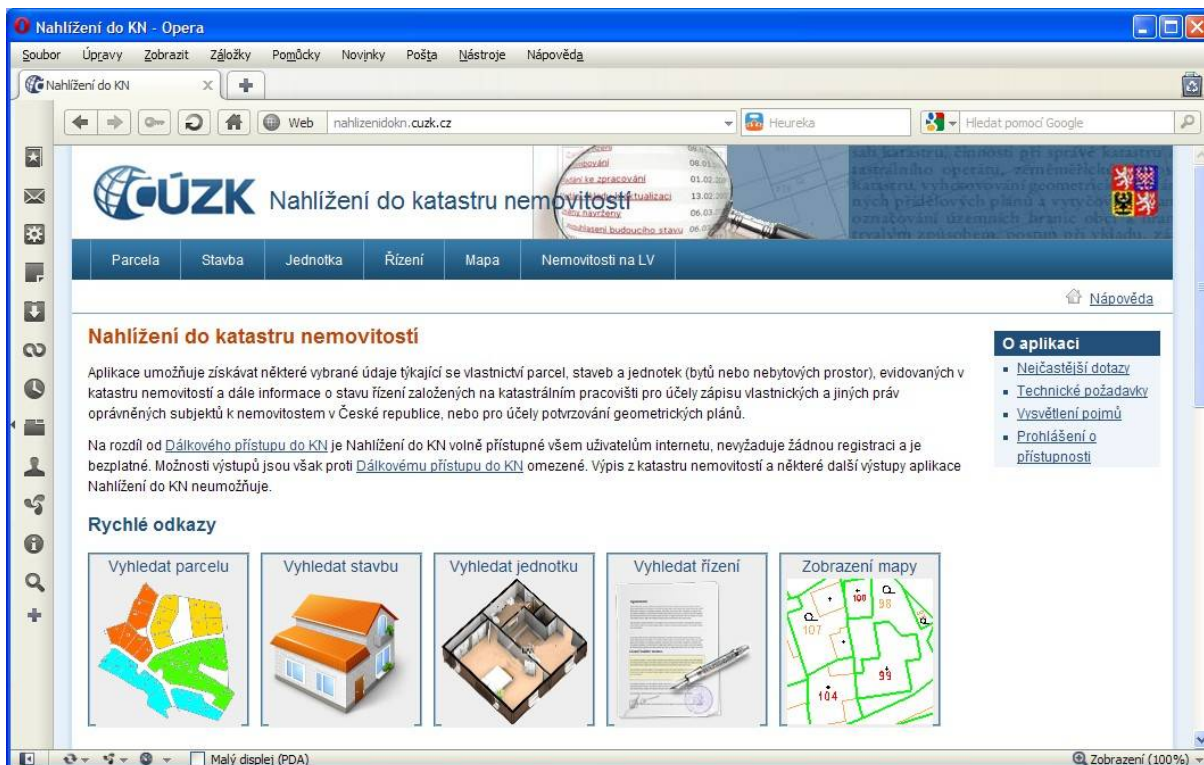 Nahlížení do KN - Opera
Soubor Úpravy Zobrazit Záložky Pomůcky Novinky Pošta Nástroje Nápověda
Nahlížení do KN
Web nahlizenidokn.cuzk.cz Heureka Hledat pomocí Google
ČÚZK Nahlížení do katastru nemovitostí
Parcela Stavba Jednotka Řízení Mapa Nemovitosti na LV
Nápověda
Nahlížení do katastru nemovitostí
Aplikace umožňuje získávat některé vybrané údaje týkající se vlastnictví parcel, staveb a jednotek (bytů nebo nebytových prostor), evidovaných v
katastru nemovitostí a dále informace o stavu řízení založených na katastrálním pracovišti pro účely zápisu vlastnických a jiných práv
oprávněných subjektů k nemovitostem v České republice, nebo pro účely potvrzování geometrických plánů.
Na rozdíl od Dálkového přístupu do KN je Nahlížení do KN volně přístupné všem uživatelům internetu, nevyžaduje žádnou registraci a je
bezplatné. Možnosti výstupů jsou však proti Dálkovému přístupu do KN omezené. Výpis z katastru nemovitostí a některé další výstupy aplikace
Nahlížení do KN neumožňuje.
O aplikaci
Nejčastější dotazy
Technické požadavky
Vysvětlení pojmů
Prohlášení o
přístupnosti
Rychlé odkazy
Vyhledat parcelu Vyhledat stavbu Vyhledat jednotku Vyhledat řízení Zobrazení mapy
100 98
107
99
104
Malý displej (PDA) Zobrazení (100%)